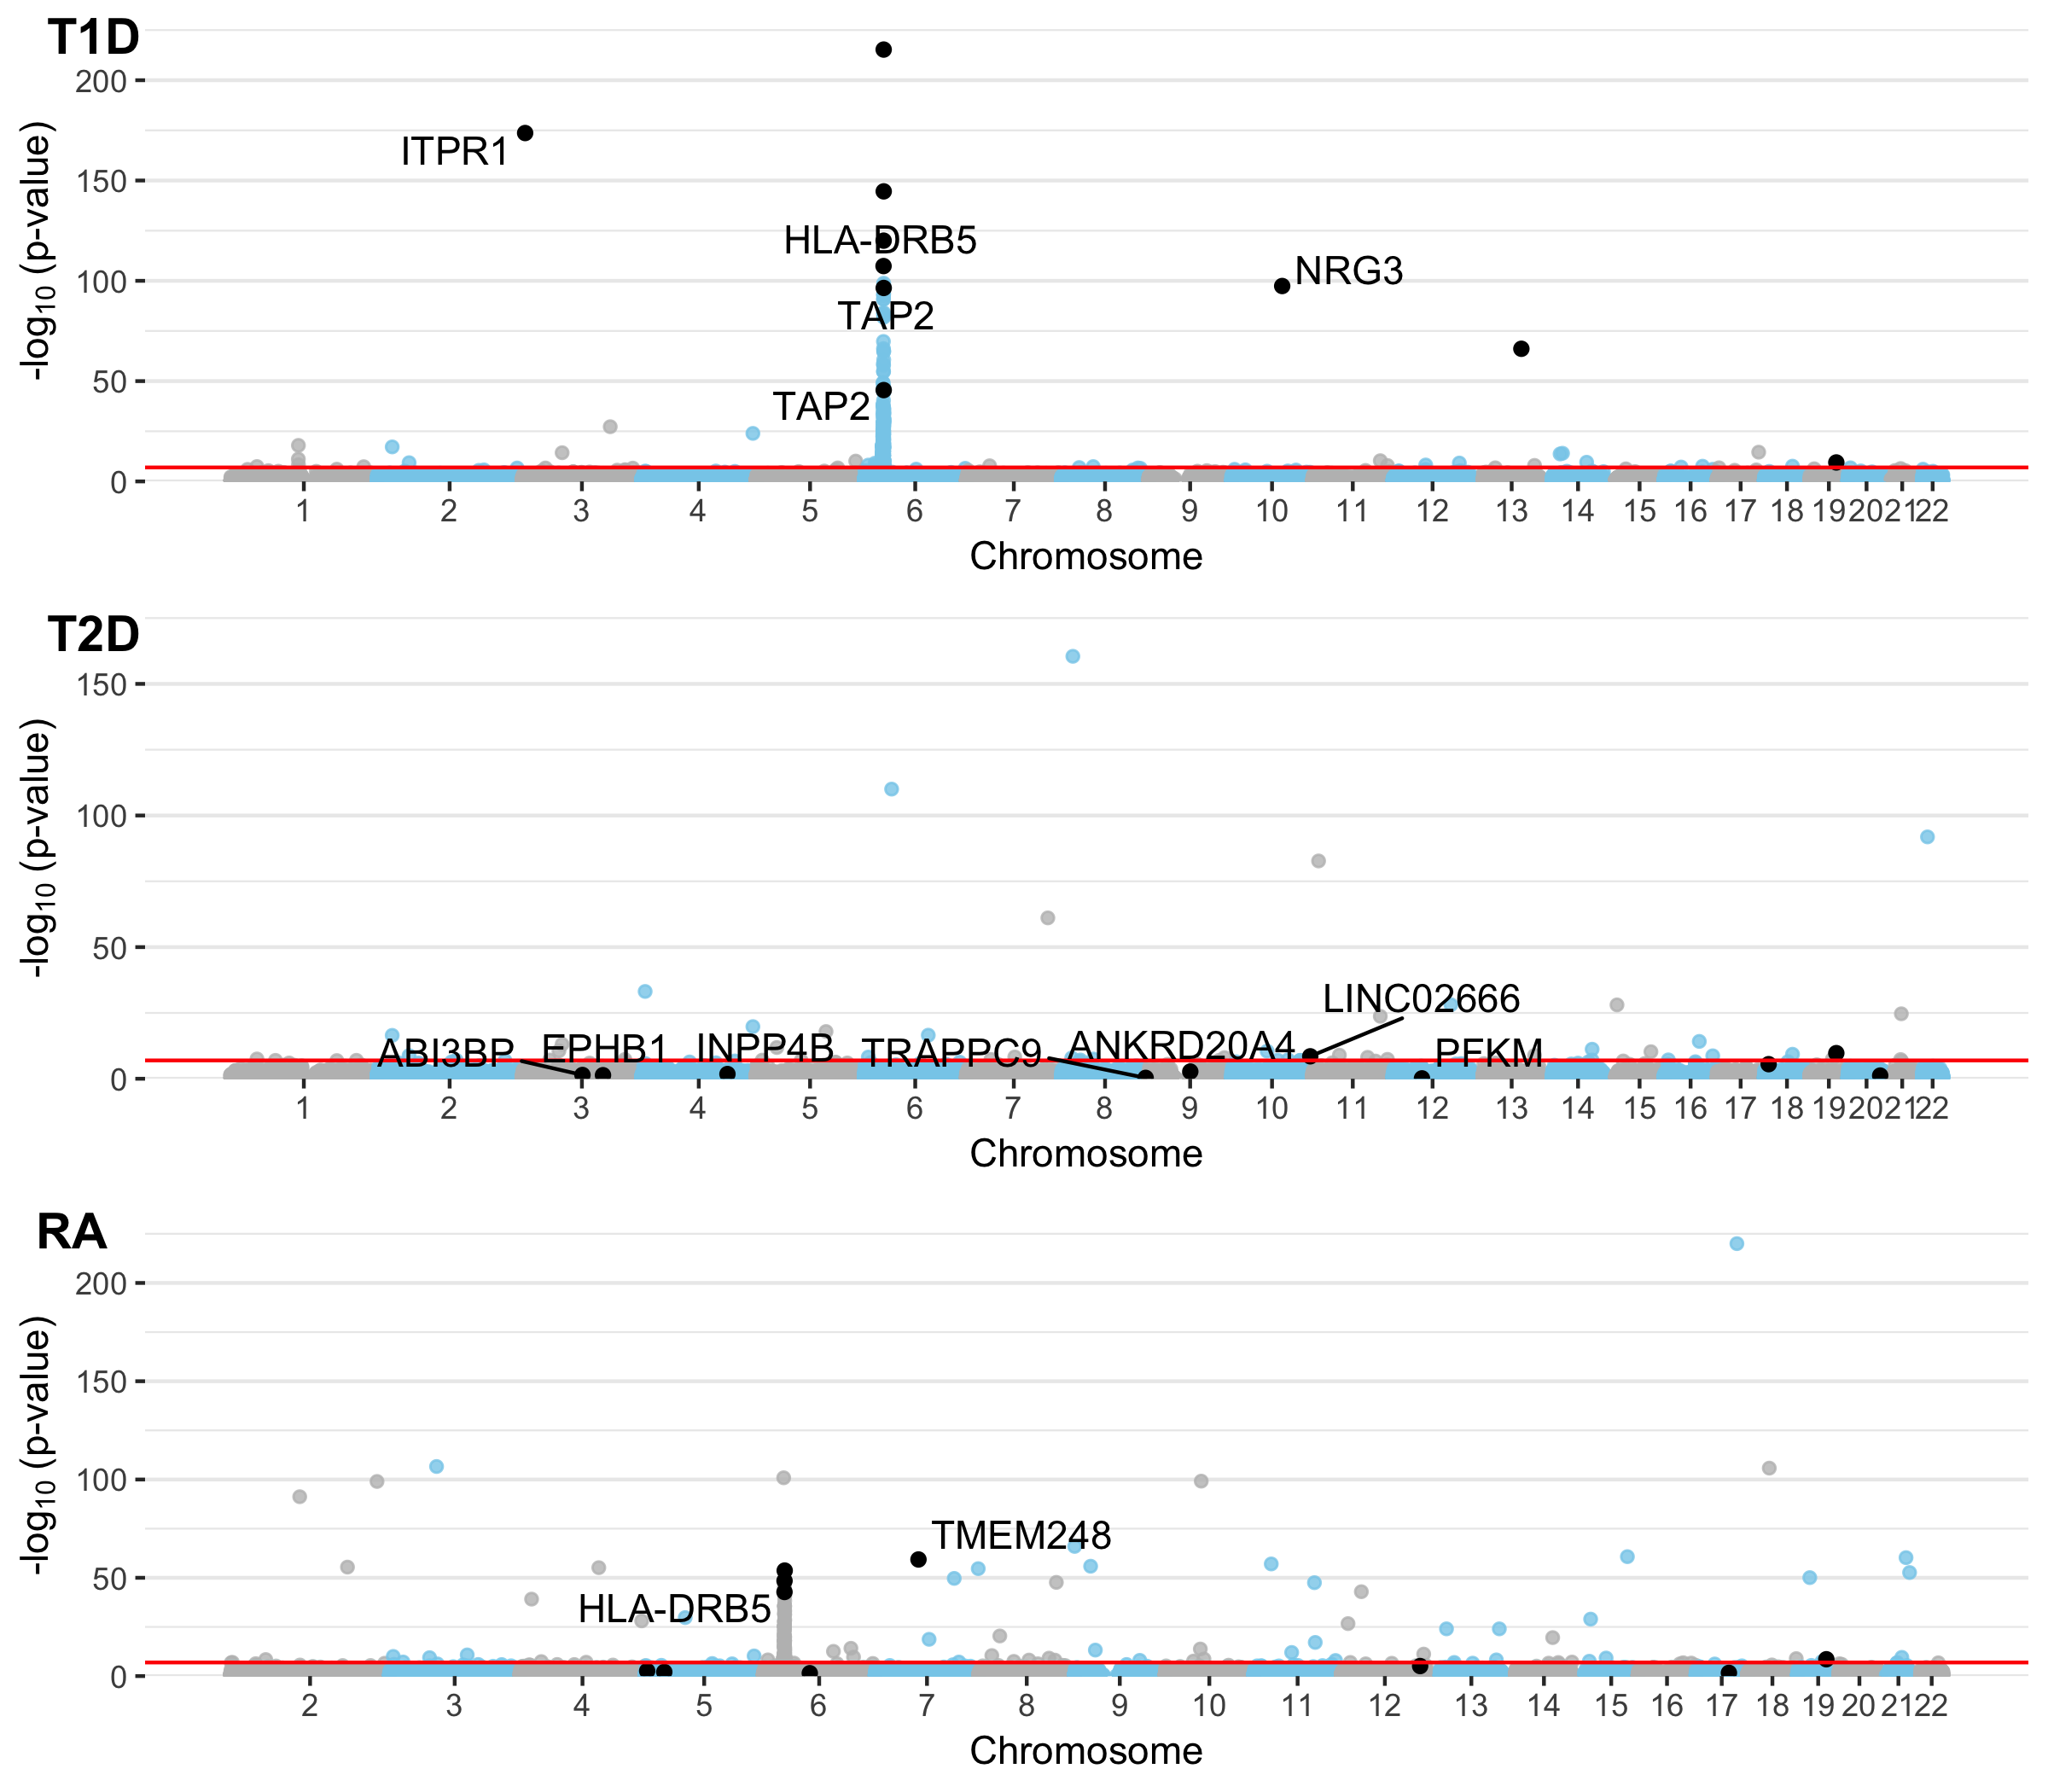 T1D
200
ITPR1
150
HLA-DRB5
NRG3
100
TAP2
50
TAP2
0
-log10 (p-value)
1 2 3 4 5 6 7 8 9 10 11 12 13 14 15 16 17 18 19 20 21 22
Chromosome
T2D
150
100
50
LINC02666
ABI3BP EPHB1 INPP4B TRAPPC9 ANKRD20A4 PFKM
0
-log10 (p-value)
1 2 3 4 5 6 7 8 9 10 11 12 13 14 15 16 17 18 19 20 21 22
Chromosome
RA
200
150
100
TMEM248
50
HLA-DRB5
0
-log10 (p-value)
2 3 4 5 6 7 8 9 10 11 12 13 14 15 16 17 18 19 20 21 22
Chromosome